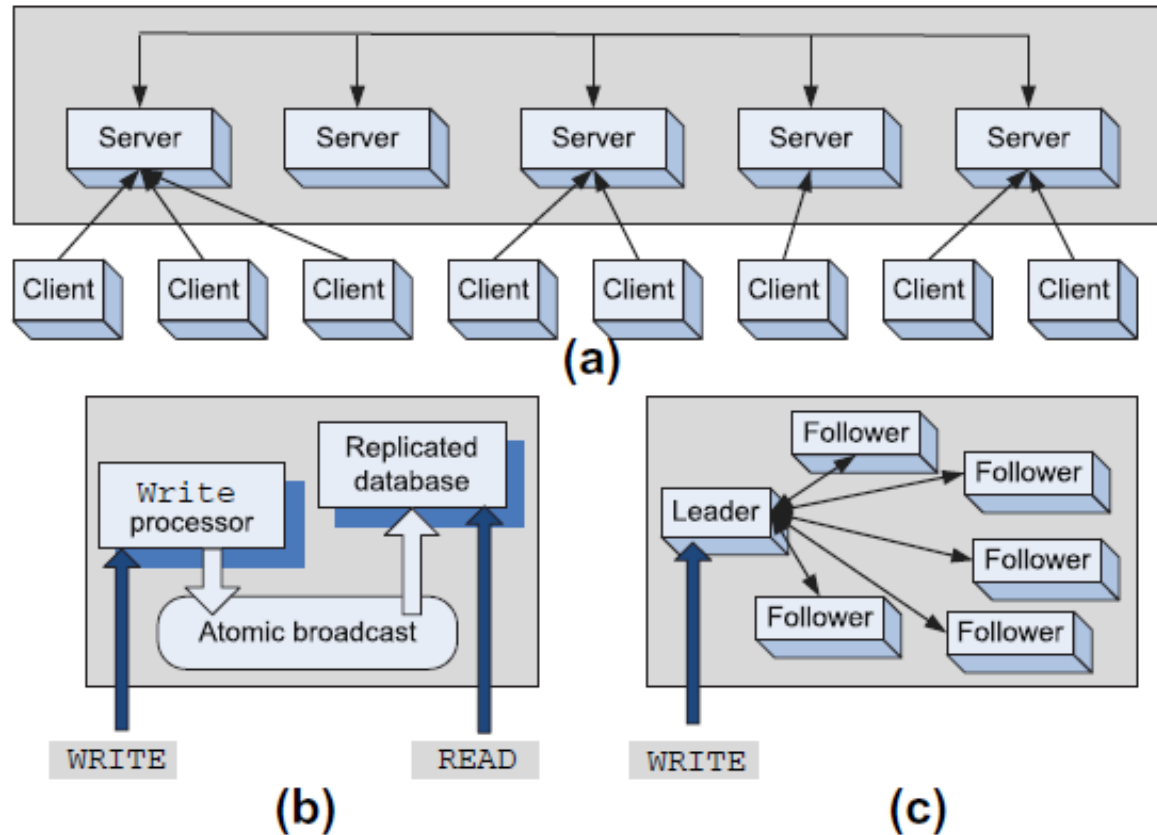 Server
Server
Server
Server
Server
Client
Client
Client
Client
Client
Client
Client
Client
(a)
Write
processor
Replicated
database
Atomic broadcast
WRITE
READ
(b)
Follower
Follower
Leader
Follower
Follower
Follower
WRITE
(c)